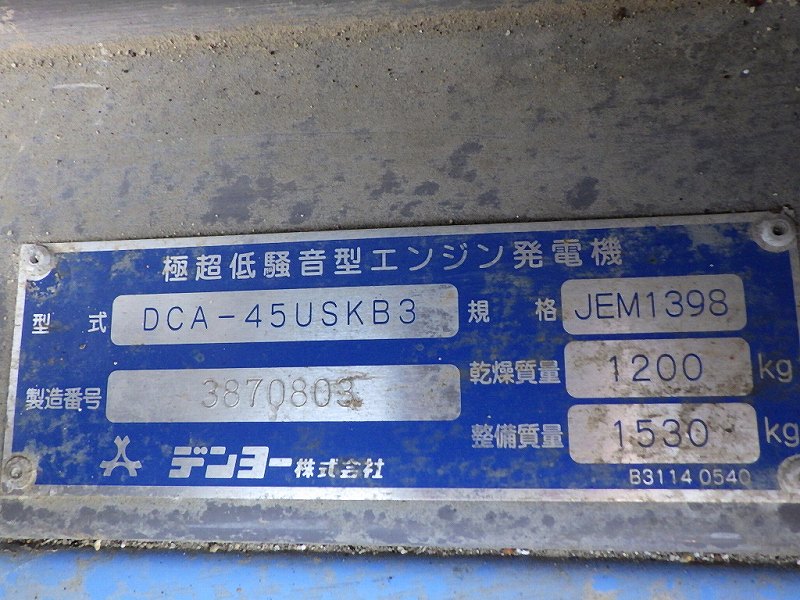 極超低騒音型エンジン発電機
型式 DCA-45USKB3 規格 JEM1398
乾燥質量 1200 kg
製造番号 3870803
整備質量 1530 kg
デンヨー株式会社
B3114 0540